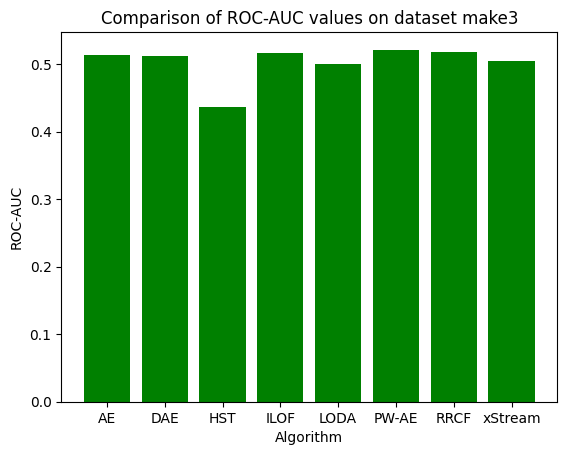 Comparison of ROC-AUC values on dataset make3
ROC-AUC
0.5
0.4
0.3
0.2
0.1
0.0
AE DAE HST ILOF LODA PW-AE RRCF xStream
Algorithm